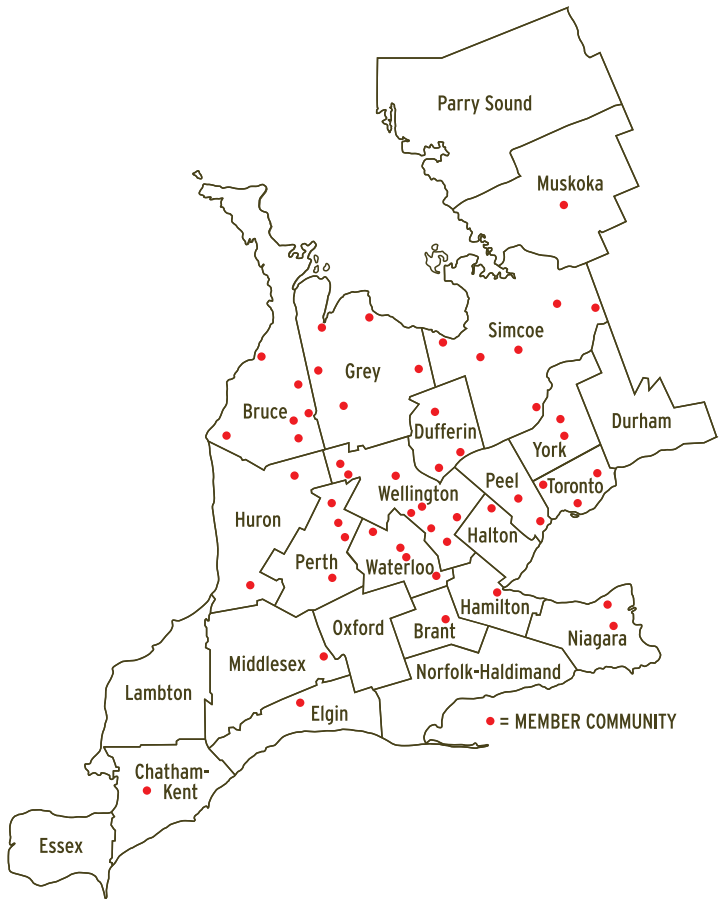 Parry Sound
Muskoka
Simcoe
Grey
Bruce
Dufferin
Durham
York
Peel
Toronto
Wellington
Huron
Halton
Perth
Waterloo
Hamilton
Oxford
Brant
Niagara
Middlesex
Norfolk-Haldimand
Lambton
Elgin
= MEMBER COMMUNITY
Chatham-
Kent
Essex